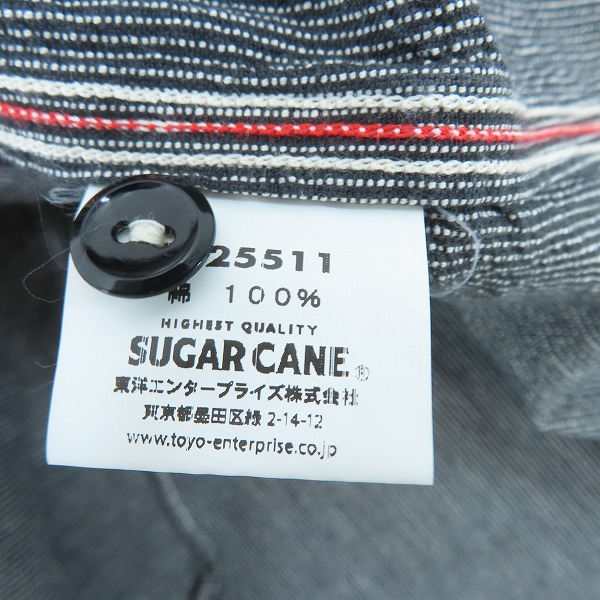 25511
綿 100%
HIGHEST QUALITY
SUGAR CANE®
東洋エンタープライズ株式会社
東京都墨田区緑 2-14-12
www.toyo-enterprise.co.jp